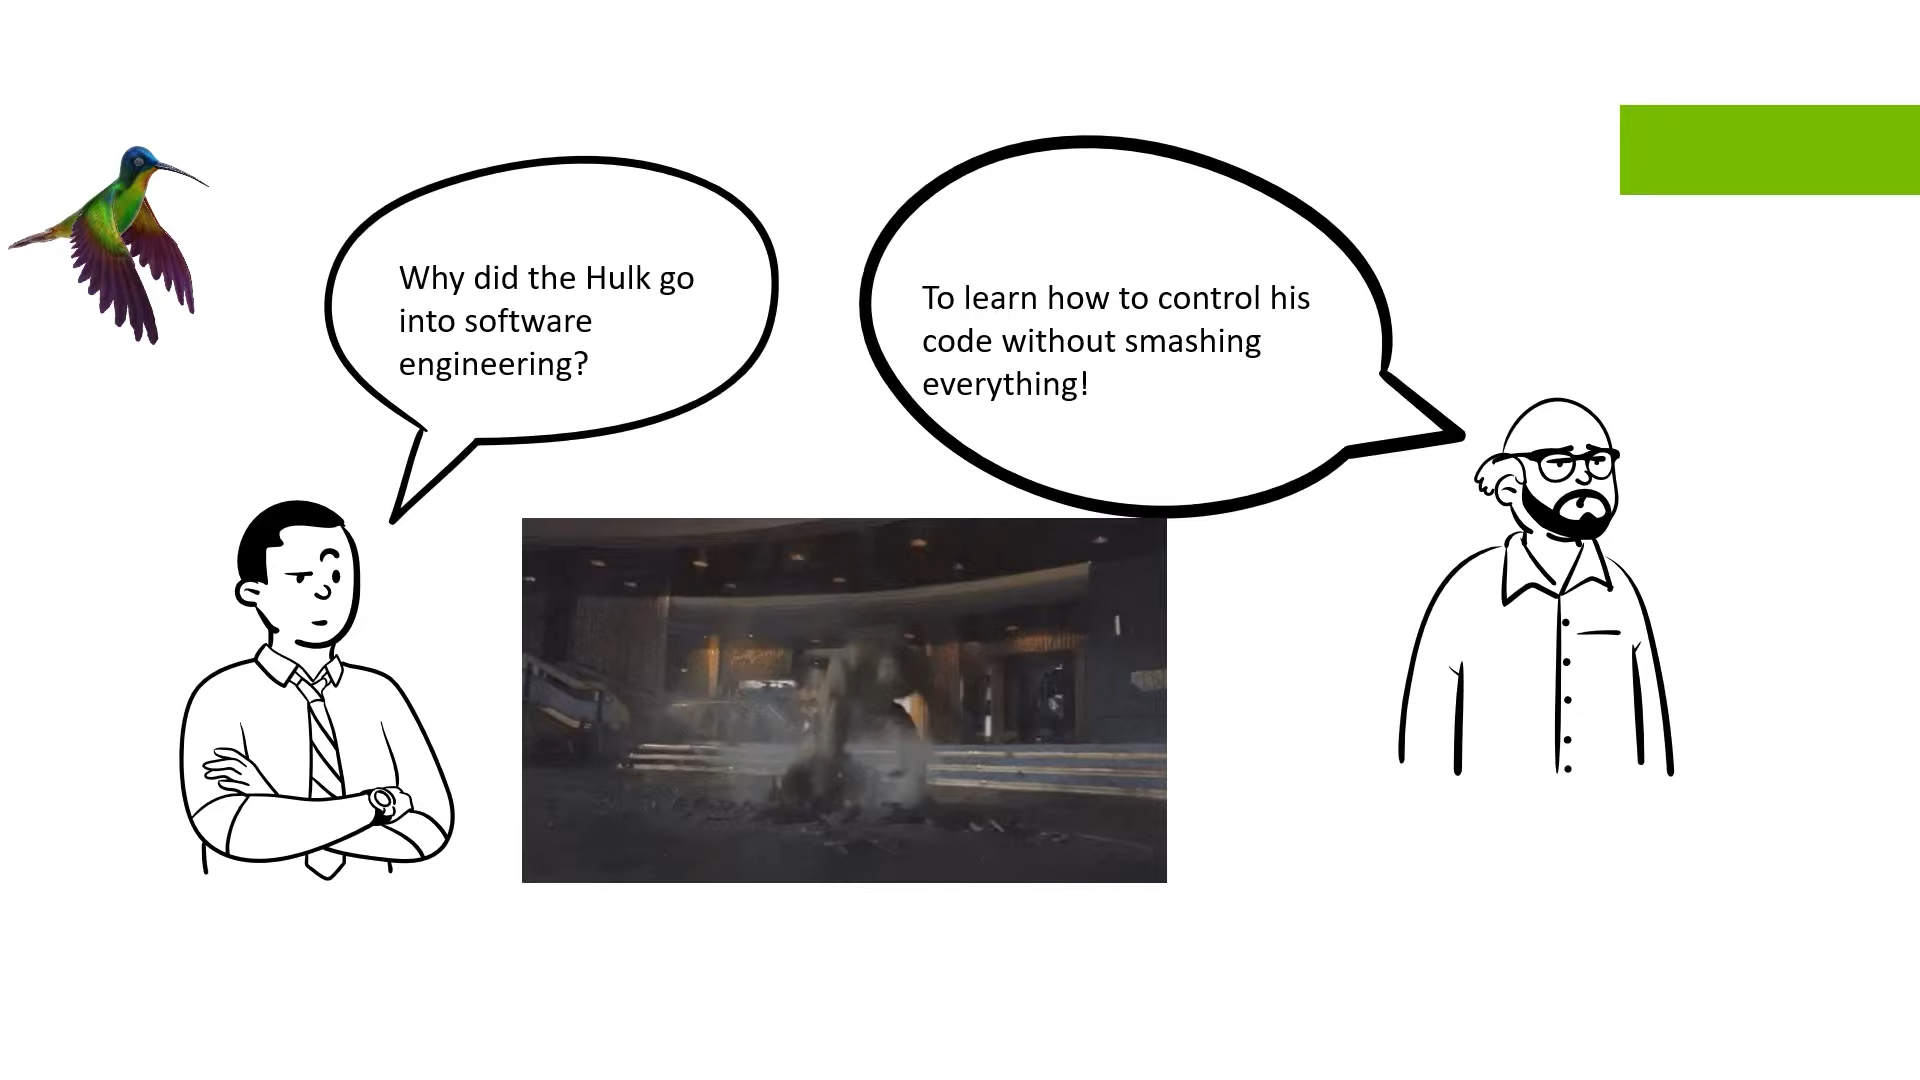 Why did the Hulk go
into software
engineering?
To learn how to control his
code without smashing
everything!